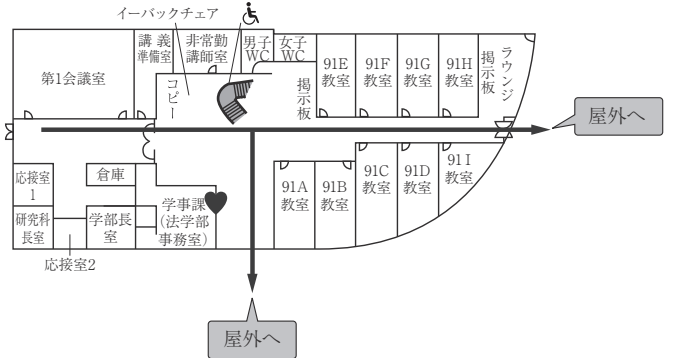 イーバックチェア
講 義
準備室
非常勤
講師室
男子
WC
女子
WC
第1会議室
コピー
掲示板
91E
教室
91F
教室
91G
教室
91H
教室
掲示板
ラウンジ
屋外へ
応接室
1
倉庫
研究科
長室
学部長
室
学事課
(法学部
事務室)
91A
教室
91B
教室
91C
教室
91D
教室
91I
教室
応接室2
屋外へ